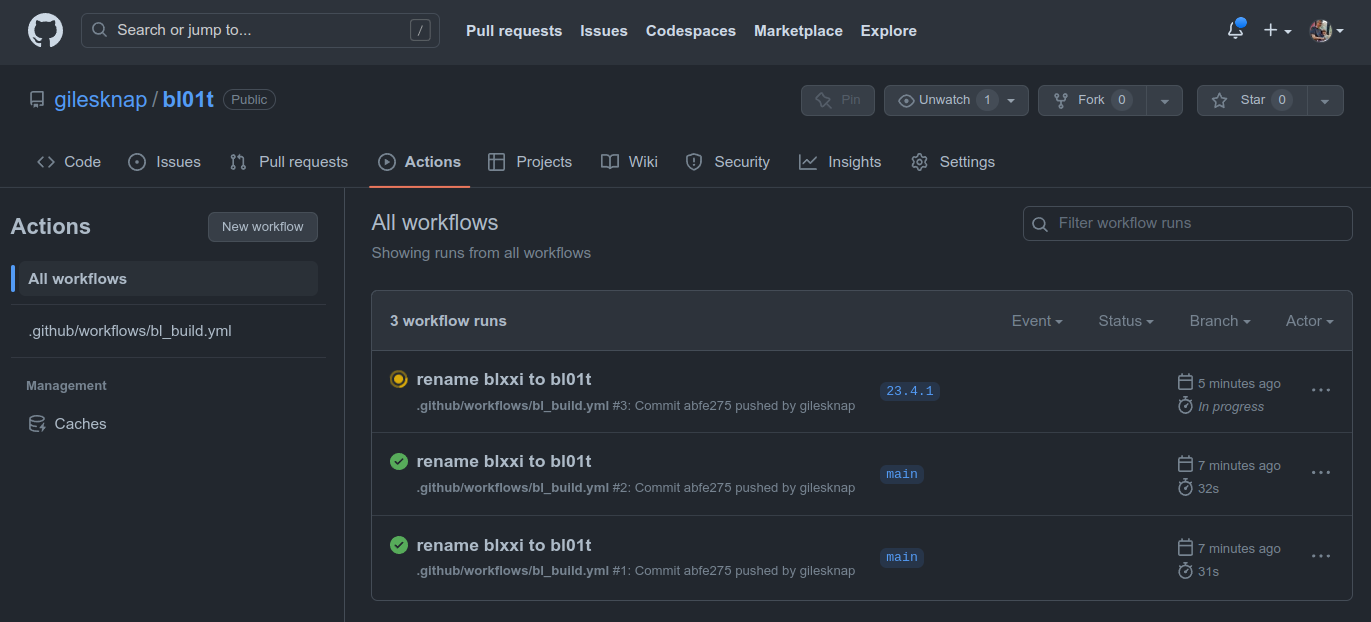 Search or jump to... / Pull requests Issues Codespaces Marketplace Explore
gilesknap / bl01t Public Pin Unwatch 1 Fork 0 Star 0
Code Issues Pull requests Actions Projects Wiki Security Insights Settings
Actions New workflow
All workflows
.github/workflows/bl_build.yml
Management
Caches
All workflows
Showing runs from all workflows
Filter workflow runs
3 workflow runs Event Status Branch Actor
rename blxxi to bl01t
.github/workflows/bl_build.yml #3: Commit abfe275 pushed by gilesknap
23.4.1
5 minutes ago
In progress
rename blxxi to bl01t
.github/workflows/bl_build.yml #2: Commit abfe275 pushed by gilesknap
main
7 minutes ago
32s
rename blxxi to bl01t
.github/workflows/bl_build.yml #1: Commit abfe275 pushed by gilesknap
main
7 minutes ago
31s